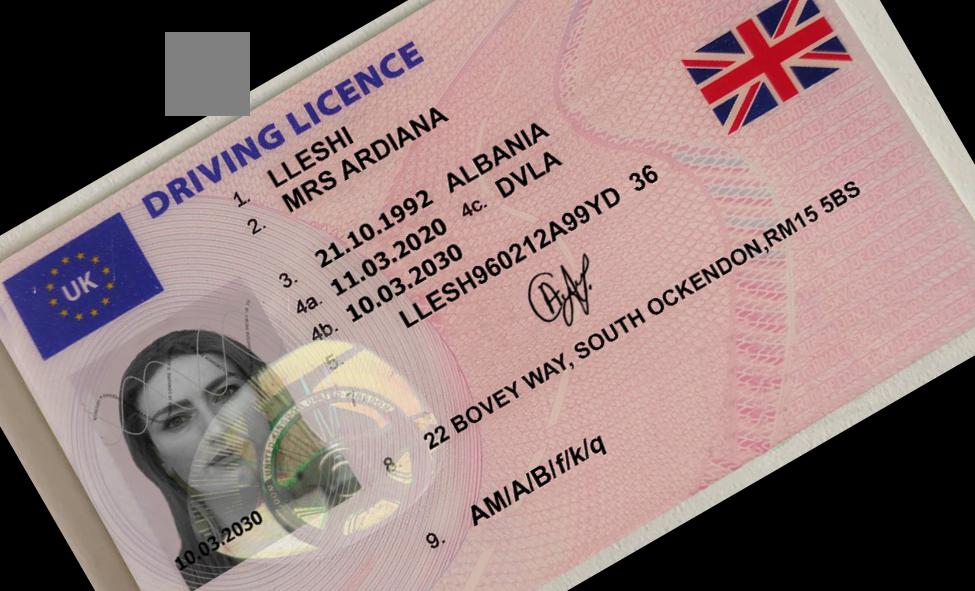 DRIVING LICENCE
UK
1. LLESHI
2. MRS ARDIANA
3. 21.10.1992 ALBANIA
4a. 11.03.2020 4c. DVLA
4b. 10.03.2030
5. LLESH960212A99YD 36
8. 22 BOVEY WAY, SOUTH OCKENDON,RM15 5BS
9. AM/A/B/f/k/q
10.03.2030